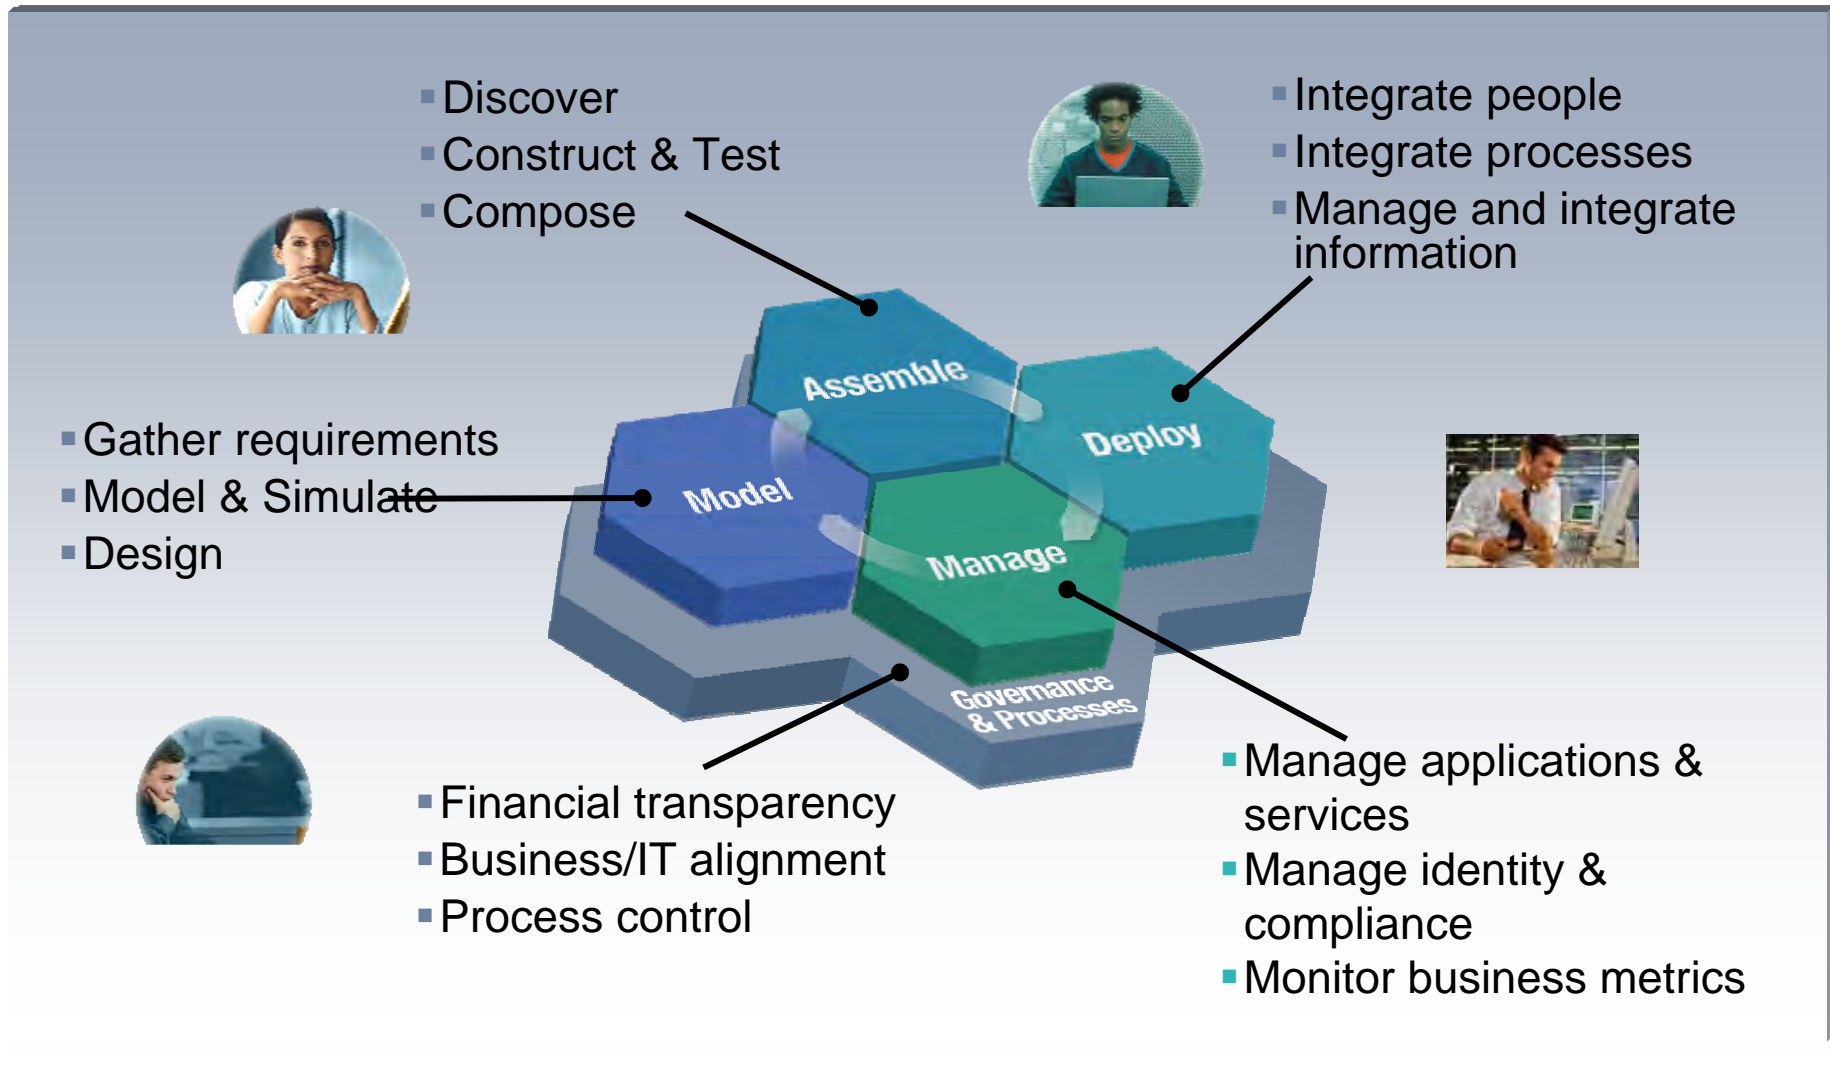 Discover
Construct & Test
Compose
Integrate people
Integrate processes
Manage and integrate
information
Assemble
Deploy
Gather requirements
Model & Simulate
Design
Model
Manage
Governance
& Processes
Financial transparency
Business/IT alignment
Process control
Manage applications &
services
Manage identity &
compliance
Monitor business metrics